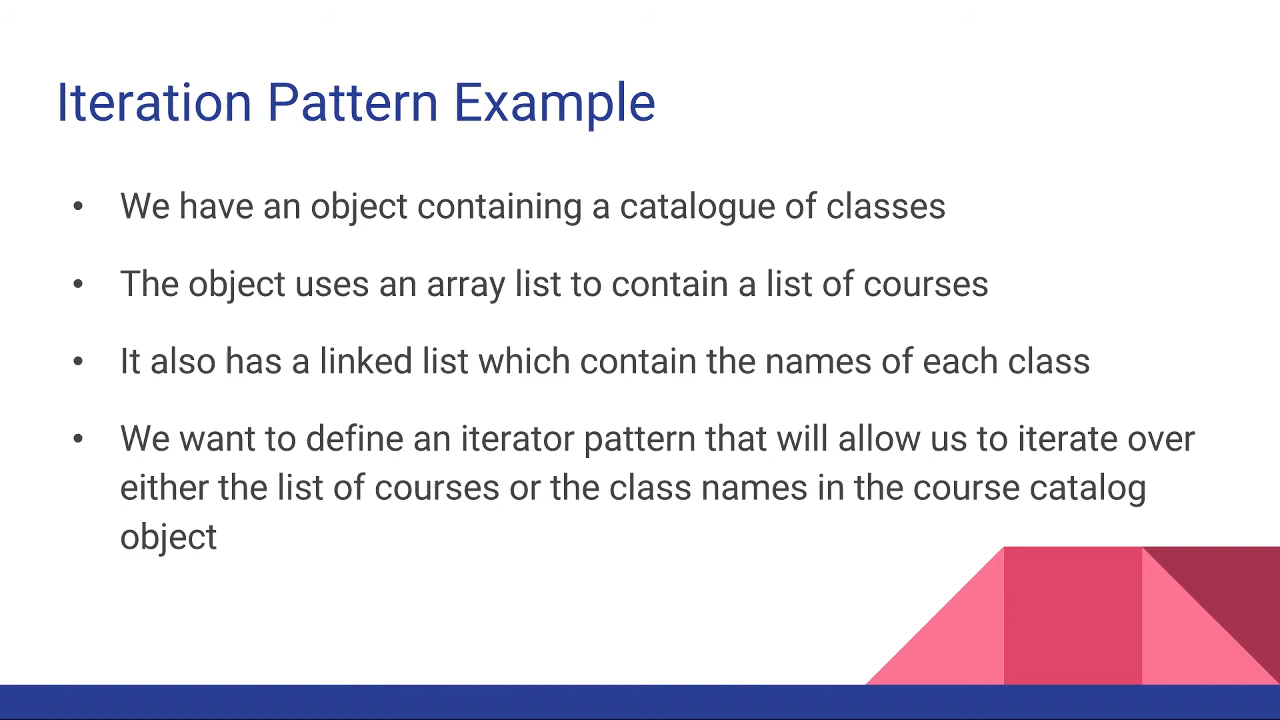 Iteration Pattern Example
• We have an object containing a catalogue of classes
• The object uses an array list to contain a list of courses
• It also has a linked list which contain the names of each class
• We want to define an iterator pattern that will allow us to iterate over
either the list of courses or the class names in the course catalog
object